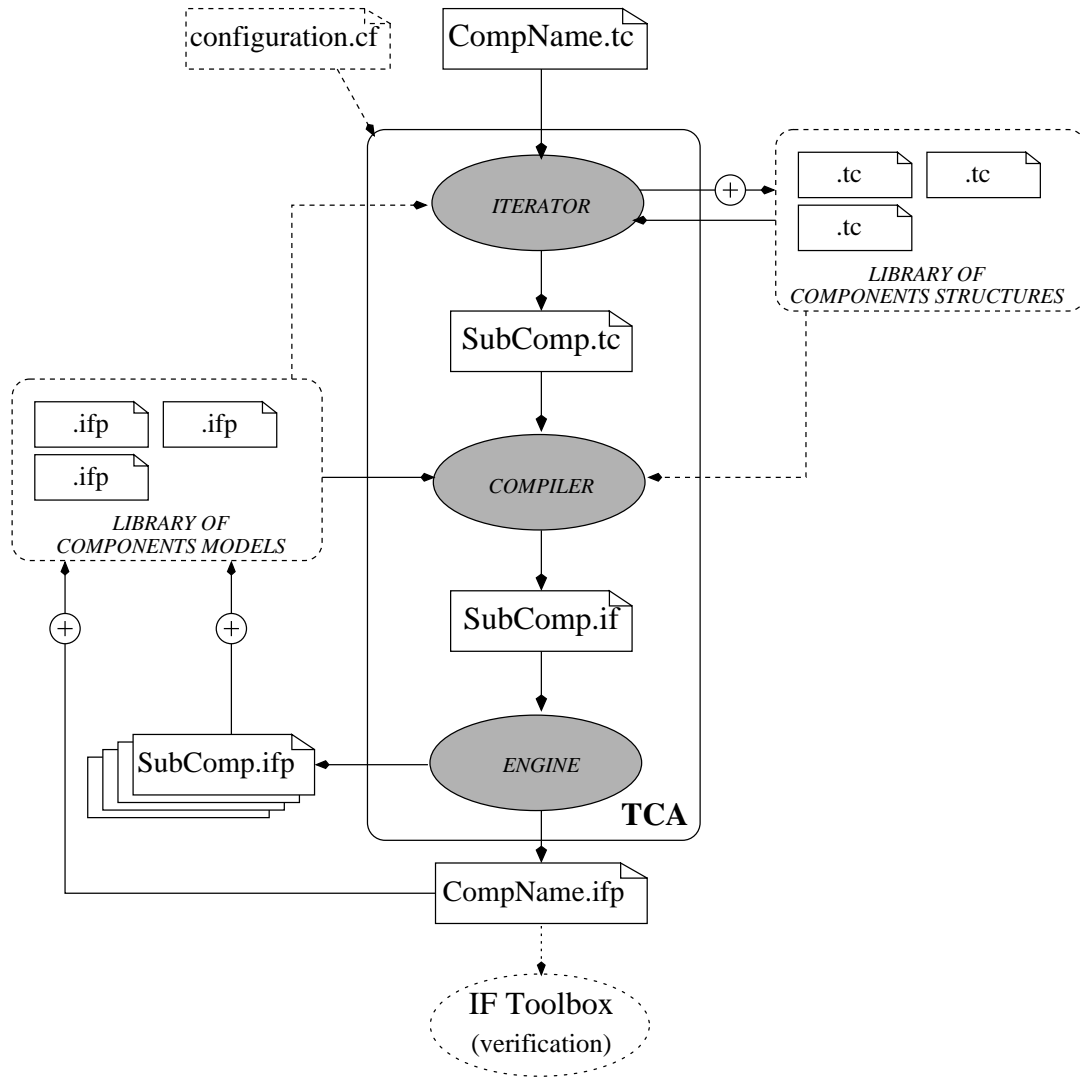 configuration.cf
CompName.tc
ITERATOR
+
.tc
.tc
.tc
LIBRARY OF
COMPONENTS STRUCTURES
SubComp.tc
.ifp
.ifp
.ifp
LIBRARY OF
COMPONENTS MODELS
COMPILER
SubComp.if
+
+
SubComp.ifp
ENGINE
TCA
CompName.ifp
IF Toolbox
(verification)